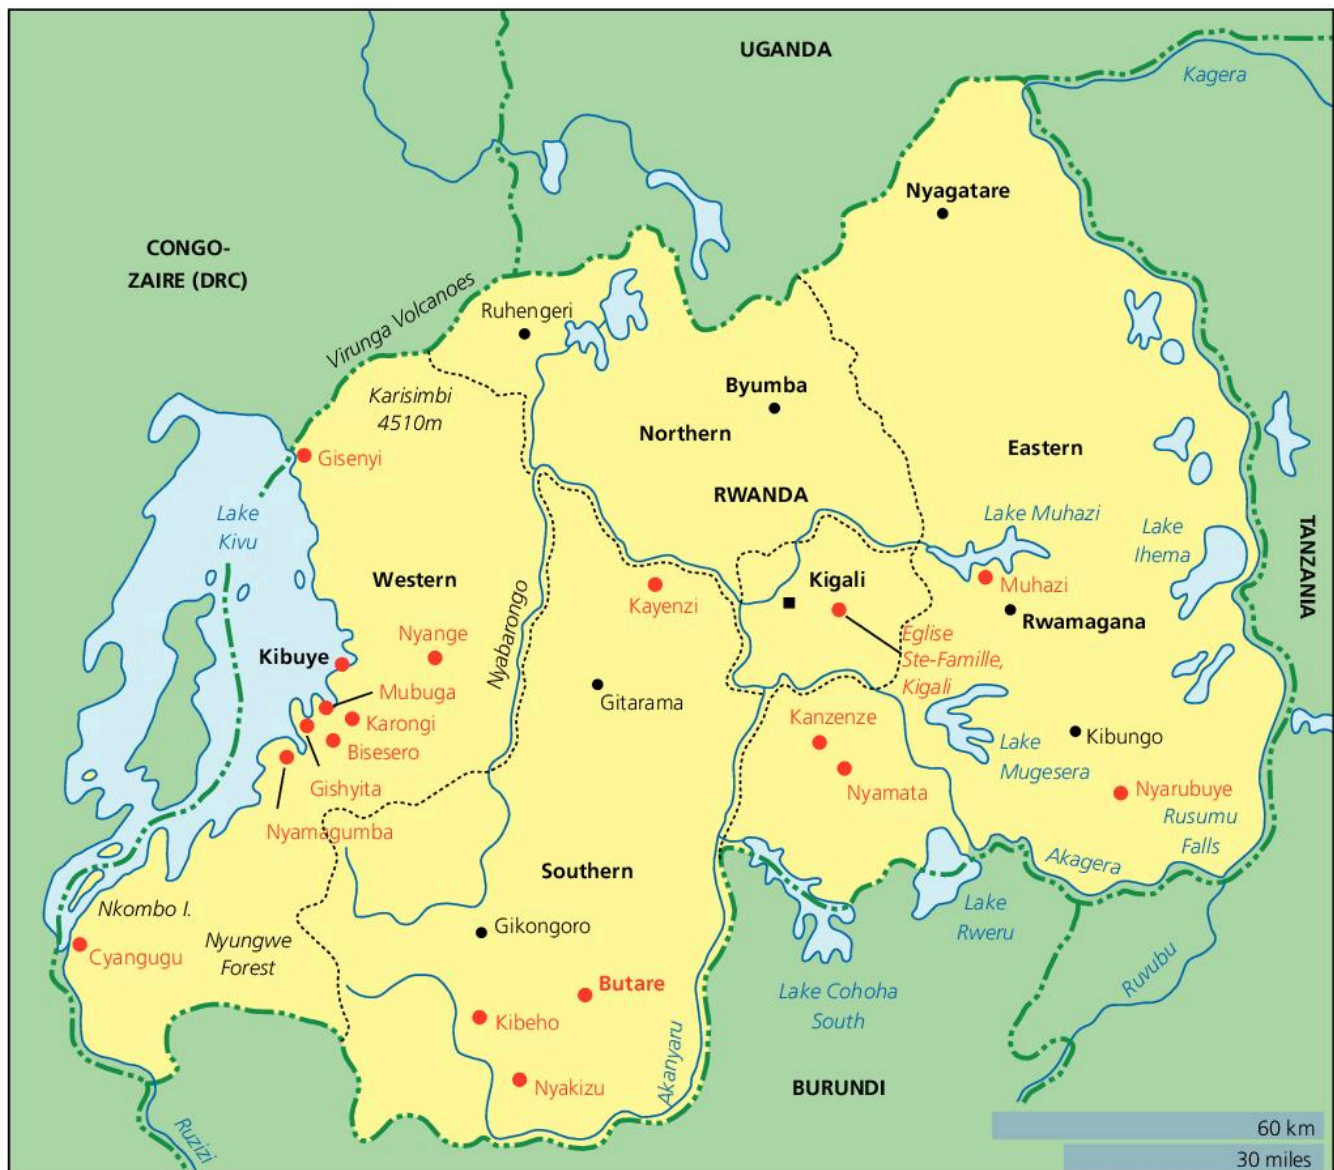 UGANDA
Kagera
Nyagatare
CONGO-
ZAIRE (DRC)
Virunga Volcanoes
Ruhengeri
Karisimbi
4510m
Byumba
Northern
Eastern
Gisenyi
RWANDA
Lake
Kivu
Lake Muhazi
Lake
Ihema
TANZANIA
Western
Kigali
Muhazi
Kayenzi
Rwamagana
Nyabarongo
Nyange
Kibuye
Eglise
Ste-Famille,
Kigali
Mubuga
Gitarama
Karongi
Kanzenze
Bisesero
Lake
Mugesera
Kibungo
Gishyita
Nyamata
Nyarubuye
Nyamagumba
Rusumu
Falls
Akagera
Southern
Nkombo I.
Lake
Rweru
Gikongoro
Nyungwe
Forest
Cyangugu
Butare
Ruvubu
Lake Cohoha
South
Kibeho
Akanyaru
Nyakizu
BURUNDI
Ruzizi
60 km
30 miles